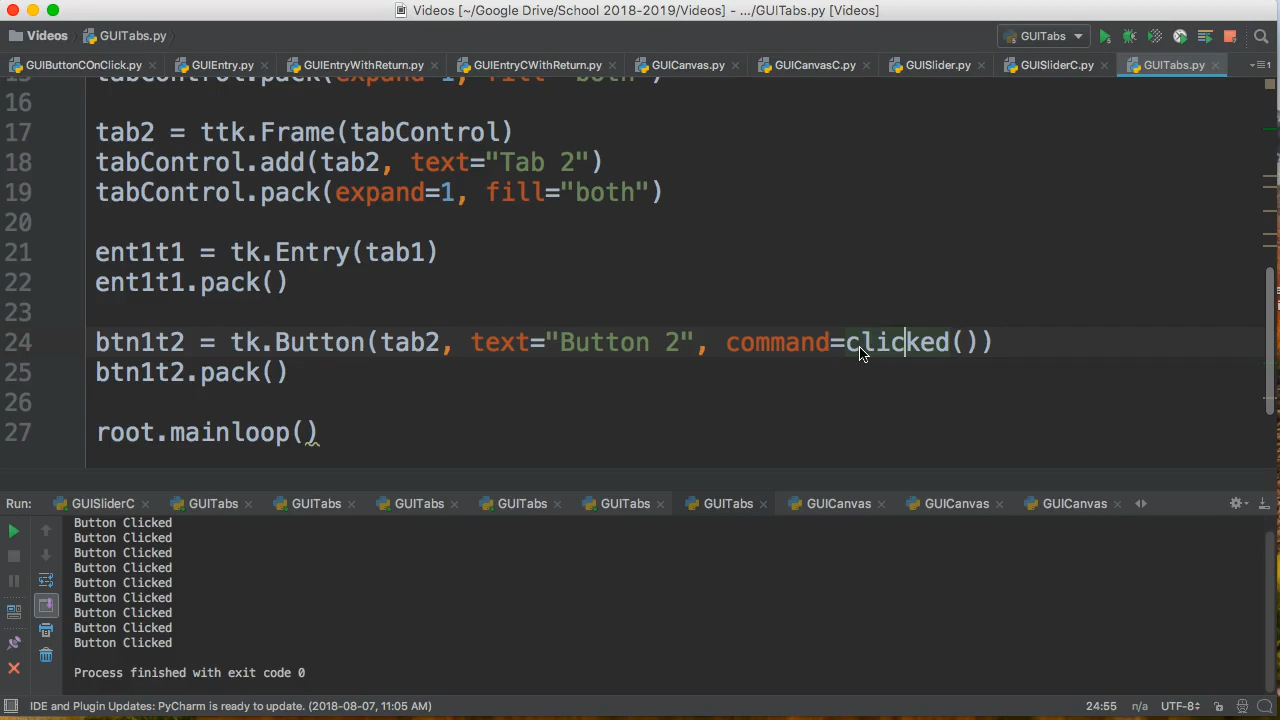 Videos [~/Google Drive/School 2018-2019/Videos] - .../GUITabs.py [Videos]
Videos GUITabs.py GUITabs
GUIButtonCOnClick.py GUIEntry.py GUIEntryWithReturn.py GUIEntryCWithReturn.py GUICanvas.py GUICanvasC.py GUISlider.py GUISliderC.py GUITabs.py
15 tabControl.pack(expand=1, fill="both")
16
17 tab2 = ttk.Frame(tabControl)
18 tabControl.add(tab2, text="Tab 2")
19 tabControl.pack(expand=1, fill="both")
20
21 ent1t1 = tk.Entry(tab1)
22 ent1t1.pack()
23
24 btn1t2 = tk.Button(tab2, text="Button 2", command=clicked())
25 btn1t2.pack()
26
27 root.mainloop()
Run: GUISliderC GUITabs GUITabs GUITabs GUITabs GUITabs GUITabs GUICanvas GUICanvas GUICanvas
Button Clicked
Button Clicked
Button Clicked
Button Clicked
Button Clicked
Button Clicked
Button Clicked
Button Clicked
Button Clicked
Process finished with exit code 0
IDE and Plugin Updates: PyCharm is ready to update. (2018-08-07, 11:05 AM) 24:55 n/a UTF-8